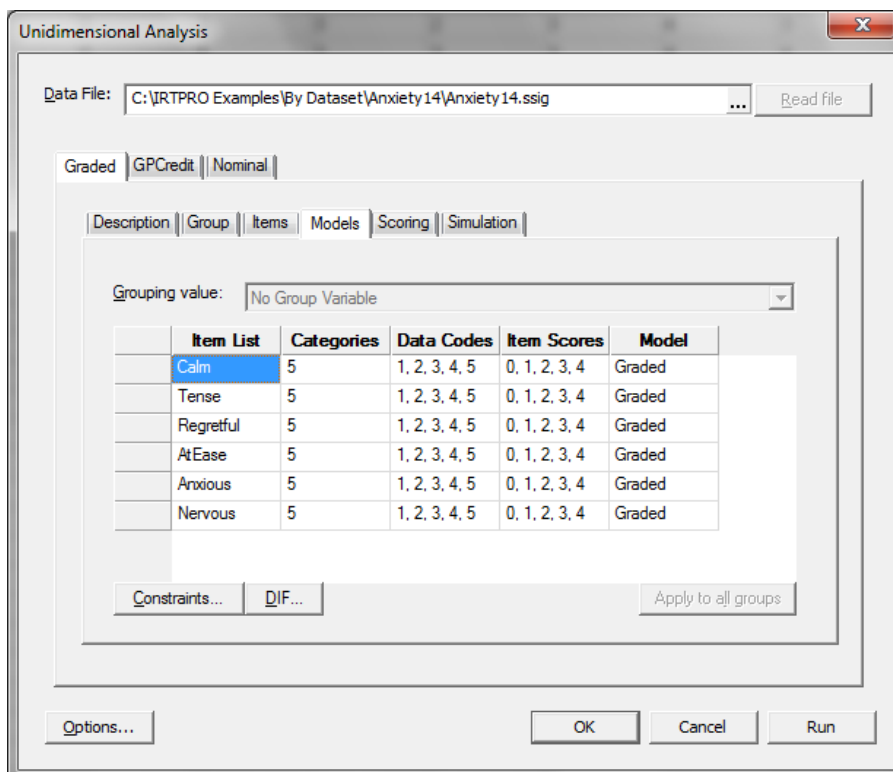 Unidimensional Analysis
Data File: C:\IRTPRO Examples\By Dataset\Anxiety14\Anxiety14.ssig ... Read file
Graded GPCredit Nominal
Description Group Items Models Scoring Simulation
Grouping value: No Group Variable
Item List Categories Data Codes Item Scores Model
Calm 5 1, 2, 3, 4, 5 0, 1, 2, 3, 4 Graded
Tense 5 1, 2, 3, 4, 5 0, 1, 2, 3, 4 Graded
Regretful 5 1, 2, 3, 4, 5 0, 1, 2, 3, 4 Graded
AtEase 5 1, 2, 3, 4, 5 0, 1, 2, 3, 4 Graded
Anxious 5 1, 2, 3, 4, 5 0, 1, 2, 3, 4 Graded
Nervous 5 1, 2, 3, 4, 5 0, 1, 2, 3, 4 Graded
Constraints... DIF... Apply to all groups
Options... OK Cancel Run